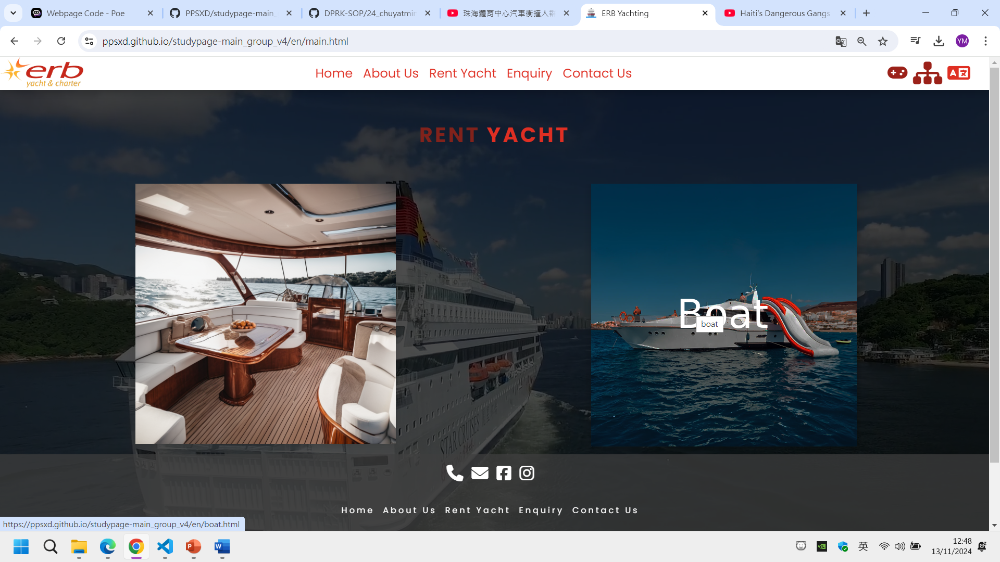 Webpage Code - Poe
PPSXD/studypage-main_
DPRK-SOP/24_chuyatmin
珠海體育中心汽車衝撞人群
ERB Yachting
Haiti's Dangerous Gangs
ppsxd.github.io/studypage-main_group_v4/en/main.html
YM
erb
yacht & charter
Home About Us Rent Yacht Enquiry Contact Us
RENT YACHT
STAR CRUISES
Boat
boat
Home About Us Rent Yacht Enquiry Contact Us
https://ppsxd.github.io/studypage-main_group_v4/en/boat.html
英
12:48
13/11/2024